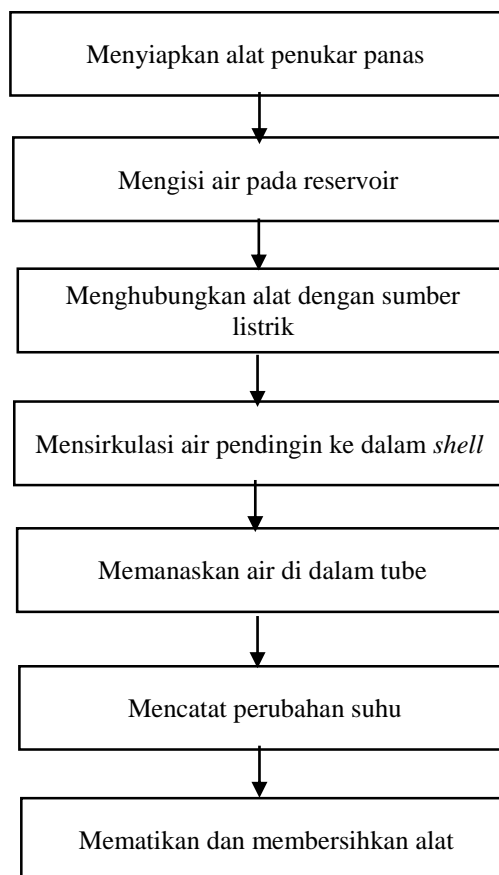 Menyiapkan alat penukar panas
Mengisi air pada reservoir
Menghubungkan alat dengan sumber
listrik
Mensirkulasi air pendingin ke dalam shell
Memanaskan air di dalam tube
Mencatat perubahan suhu
Mematikan dan membersihkan alat